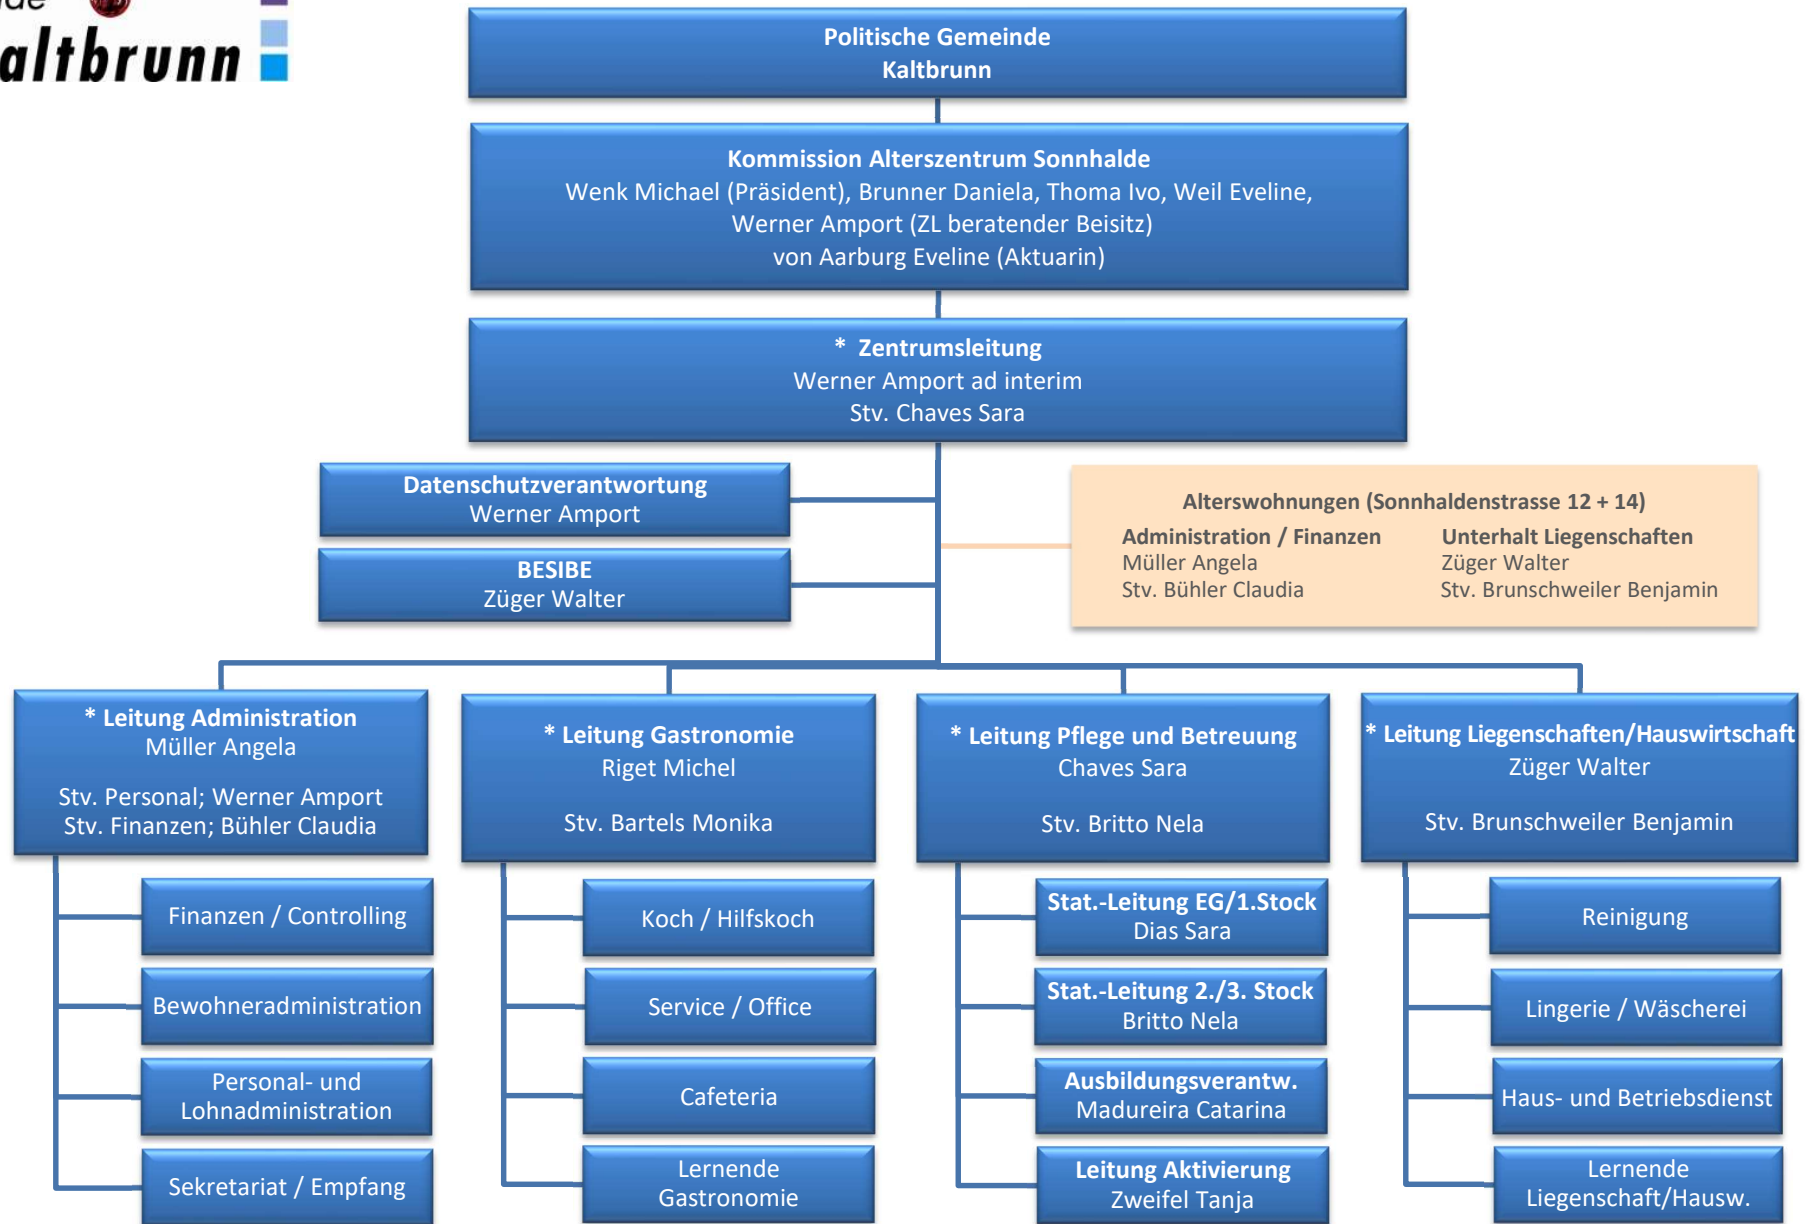 altbrunn
Politische Gemeinde
Kaltbrunn
Kommission Alterszentrum Sonnhalde
Wenk Michael (Präsident), Brunner Daniela, Thoma Ivo, Weil Eveline,
Werner Amport (ZL beratender Beisitz)
von Aarburg Eveline (Aktuarin)
* Zentrumsleitung
Werner Amport ad interim
Stv. Chaves Sara
Datenschutzverantwortung
Werner Amport
BESIBE
Züger Walter
Alterswohnungen (Sonnhaldenstrasse 12 + 14)
Administration / Finanzen
Müller Angela
Stv. Bühler Claudia
Unterhalt Liegenschaften
Züger Walter
Stv. Brunschweiler Benjamin
* Leitung Administration
Müller Angela
Stv. Personal; Werner Amport
Stv. Finanzen; Bühler Claudia
Finanzen / Controlling
Bewohneradministration
Personal- und
Lohnadministration
Sekretariat / Empfang
* Leitung Gastronomie
Riget Michel
Stv. Bartels Monika
Koch / Hilfskoch
Service / Office
Cafeteria
Lernende
Gastronomie
* Leitung Pflege und Betreuung
Chaves Sara
Stv. Britto Nela
Stat.-Leitung EG/1.Stock
Dias Sara
Stat.-Leitung 2./3. Stock
Britto Nela
Ausbildungsverantw.
Madureira Catarina
Leitung Aktivierung
Zweifel Tanja
* Leitung Liegenschaften/Hauswirtschaft
Züger Walter
Stv. Brunschweiler Benjamin
Reinigung
Lingerie / Wäscherei
Haus- und Betriebsdienst
Lernende
Liegenschaft/Hausw.